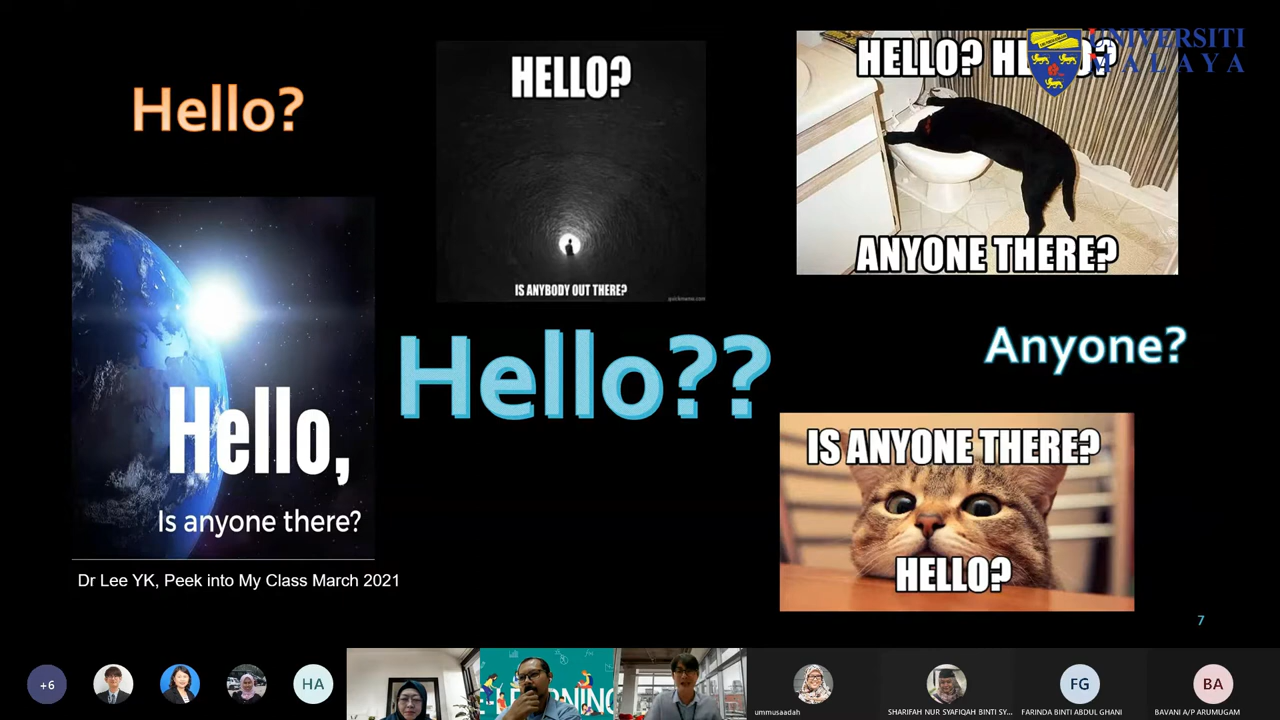 Hello?
HELLO?
IS ANYBODY OUT THERE?
quickmeme.com
HELLO? HELLO?
ANYONE THERE?
UNIVERSITI
MALAYA
Hello,
Is anyone there?
Dr Lee YK, Peek into My Class March 2021
Hello??
Anyone?
IS ANYONE THERE?
HELLO?
7
+6
HA
ummusaadah
SHARIFAH NUR SYAFIQAH BINTI SY...
FG
FARINDA BINTI ABDUL GHANI
BA
BAVANI A/P ARUMUGAM